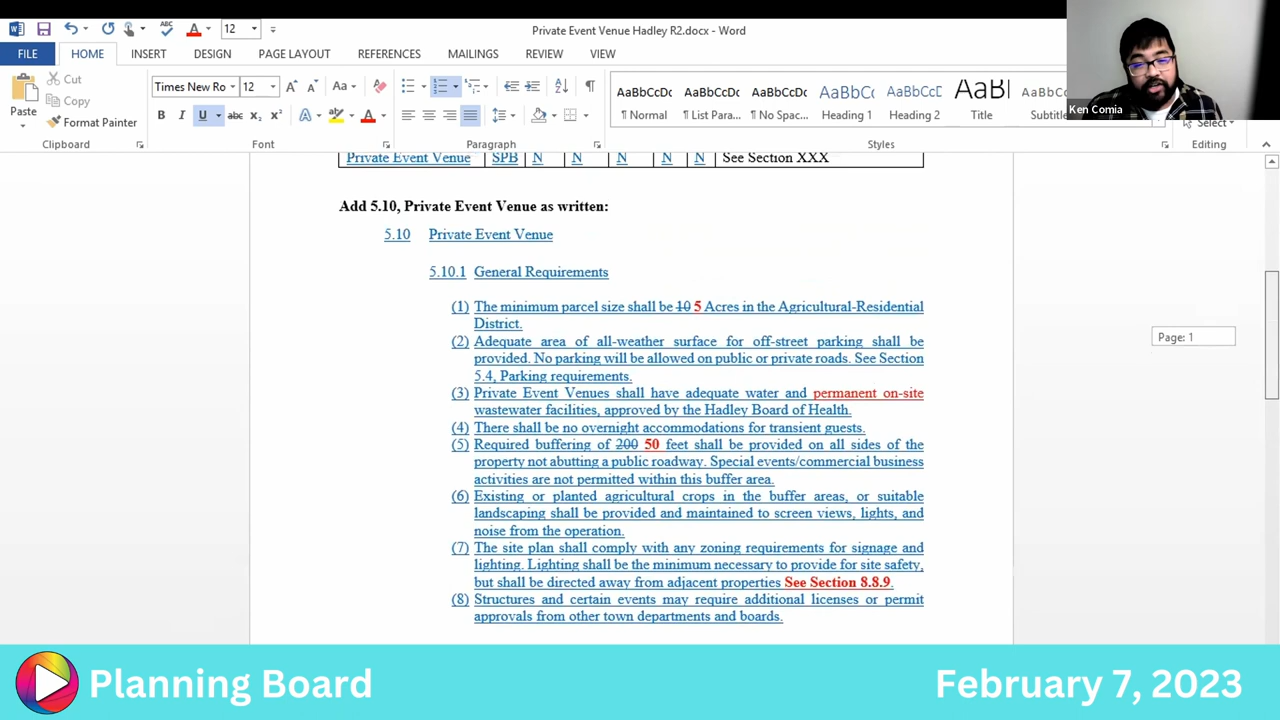 12
Private Event Venue Hadley R2.docx - Word
FILE HOME INSERT DESIGN PAGE LAYOUT REFERENCES MAILINGS REVIEW VIEW
Paste
Cut
Copy
Format Painter
Clipboard
Times New Ro 12 Aa
B I U abc X₂ X² A A
Font
Paragraph
AaBbCcDc AaBbCcDc AaBbCcDc AaBbC AaBbCcD AaBl AaBbCcD
¶ Normal ¶ List Para... ¶ No Spac... Heading 1 Heading 2 Title Subtitle
Styles
Select
Editing
Ken Comia
Private Event Venue SPB N N N N N See Section XXX
Add 5.10, Private Event Venue as written:
5.10 Private Event Venue
5.10.1 General Requirements
(1) The minimum parcel size shall be 10 5 Acres in the Agricultural-Residential
District.
(2) Adequate area of all-weather surface for off-street parking shall be
provided. No parking will be allowed on public or private roads. See Section
5.4, Parking requirements.
(3) Private Event Venues shall have adequate water and permanent on-site
wastewater facilities, approved by the Hadley Board of Health.
(4) There shall be no overnight accommodations for transient guests.
(5) Required buffering of 200 50 feet shall be provided on all sides of the
property not abutting a public roadway. Special events/commercial business
activities are not permitted within this buffer area.
(6) Existing or planted agricultural crops in the buffer areas, or suitable
landscaping shall be provided and maintained to screen views, lights, and
noise from the operation.
(7) The site plan shall comply with any zoning requirements for signage and
lighting. Lighting shall be the minimum necessary to provide for site safety,
but shall be directed away from adjacent properties See Section 8.8.9.
(8) Structures and certain events may require additional licenses or permit
approvals from other town departments and boards.
Page: 1
Planning Board
February 7, 2023